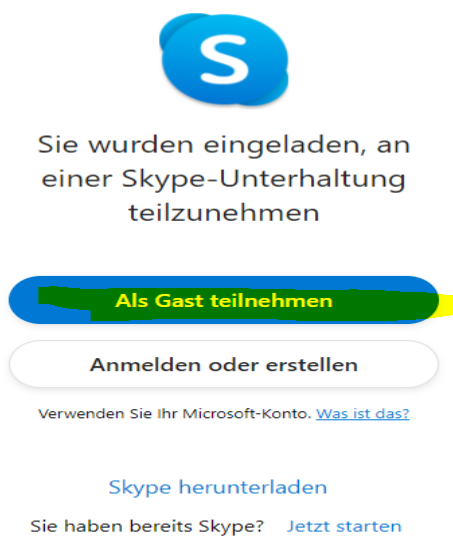 S
Sie wurden eingeladen, an
einer Skype-Unterhaltung
teilzunehmen
Als Gast teilnehmen
Anmelden oder erstellen
Verwenden Sie Ihr Microsoft-Konto. Was ist das?
Skype herunterladen
Sie haben bereits Skype? Jetzt starten